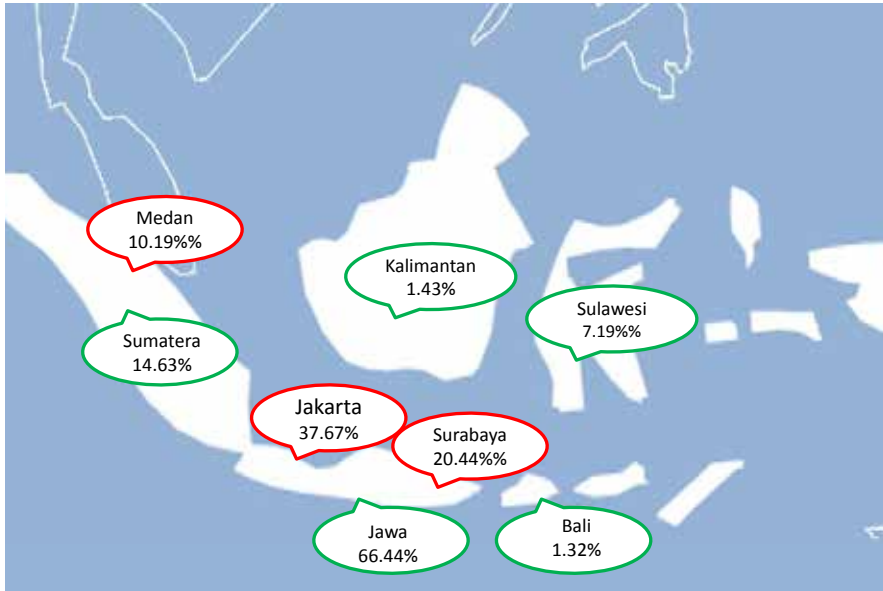 Medan
10.19%%
Kalimantan
1.43%
Sulawesi
7.19%%
Sumatera
14.63%
Jakarta
37.67%
Surabaya
20.44%%
Jawa
66.44%
Bali
1.32%